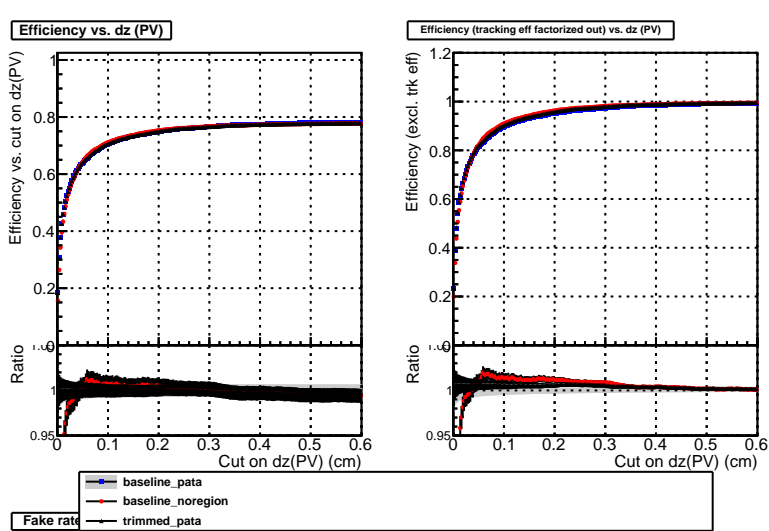 Efficiency vs. dz (PV)
Efficiency vs. cut on dz(PV)
1
0.8
0.6
0.4
0.2
0
Ratio
1
0.95
0 0.1 0.2 0.3 0.4 0.5 0.6
Cut on dz(PV) (cm)
Efficiency (tracking eff factorized out) vs. dz (PV)
Efficiency (excl. trk eff)
1.2
1
0.8
0.6
0.4
0.2
0
Ratio
1
0.95
0 0.1 0.2 0.3 0.4 0.5 0.6
Cut on dz(PV) (cm)
baseline_pata
baseline_noregion
trimmed_pata
Fake rate